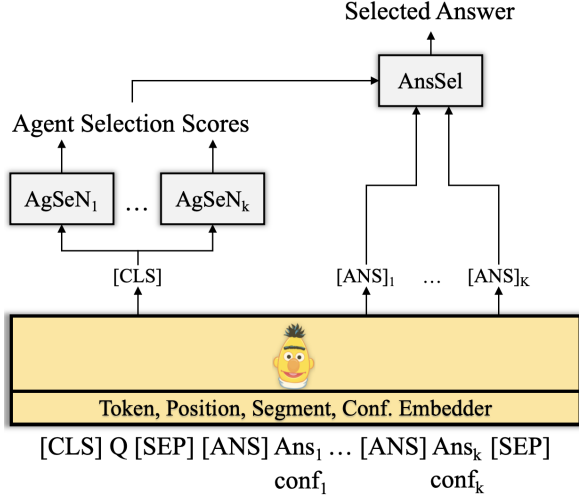 Selected Answer
AnsSel
Agent Selection Scores
AgSeN₁ … AgSeNₖ
[CLS] [ANS]₁ … [ANS]ₖ
Token, Position, Segment, Conf. Embedder
[CLS] Q [SEP] [ANS] Ans₁ … [ANS] Ansₖ [SEP]
conf₁ confₖ